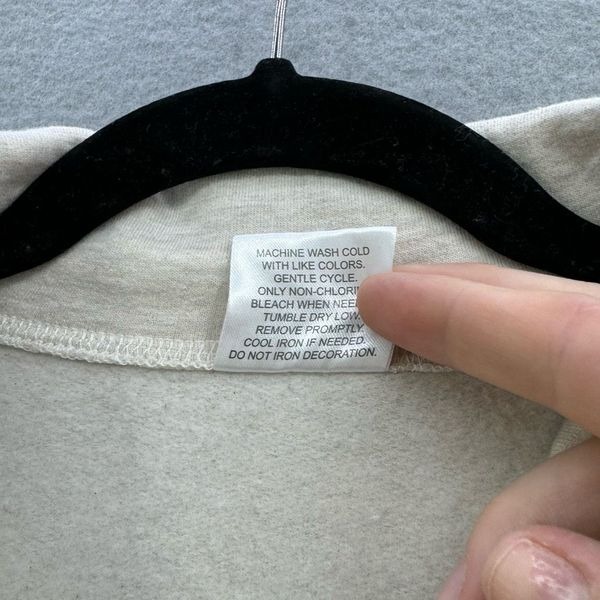 MACHINE WASH COLD
WITH LIKE COLORS.
GENTLE CYCLE.
ONLY
BLEACH WHEN
TUMBLE DRY LOW.
REMOVE PROMPTLY.
COOL IRON IF NEEDED.
DO NOT IRON DECORATION.